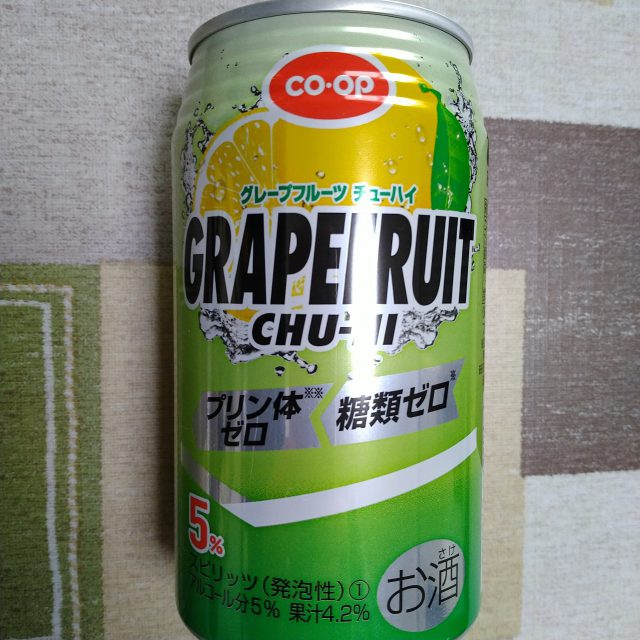 CO·OP
グレープフルーツ チューハイ
GRAPEFRUIT
CHU-HI
プリン体※※
ゼロ
糖類ゼロ※
5%
スピリッツ(発泡性)①
アルコール分5% 果汁4.2%
さけ
お酒